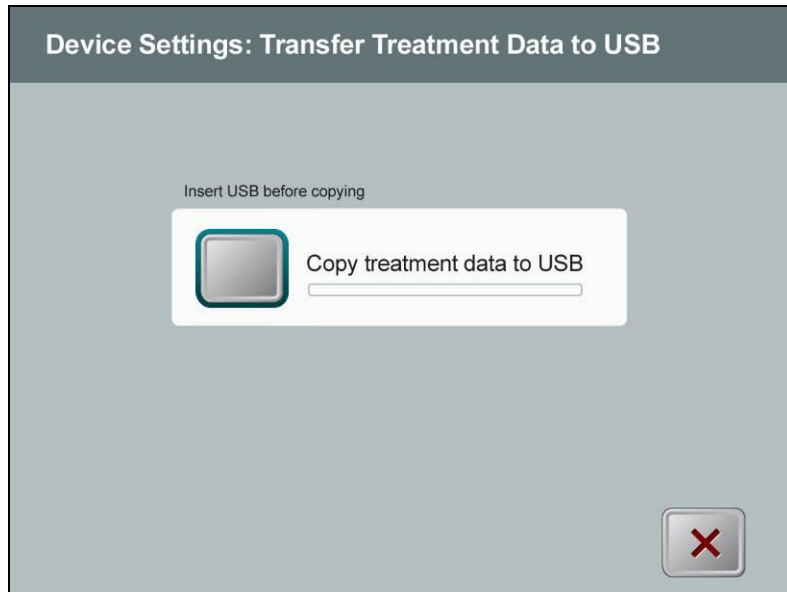 Device Settings: Transfer Treatment Data to USB
Insert USB before copying
Copy treatment data to USB